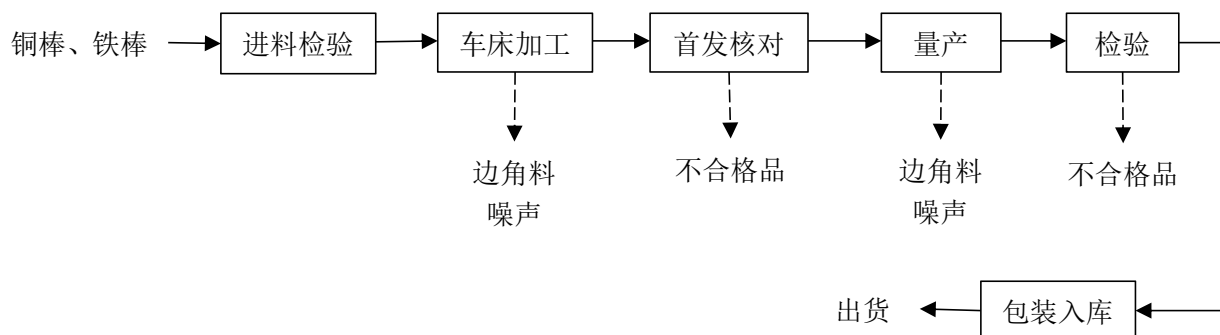 铜棒、铁棒
进料检验
车床加工
首发核对
量产
检验
边角料
噪声
不合格品
边角料
噪声
不合格品
出货
包装入库